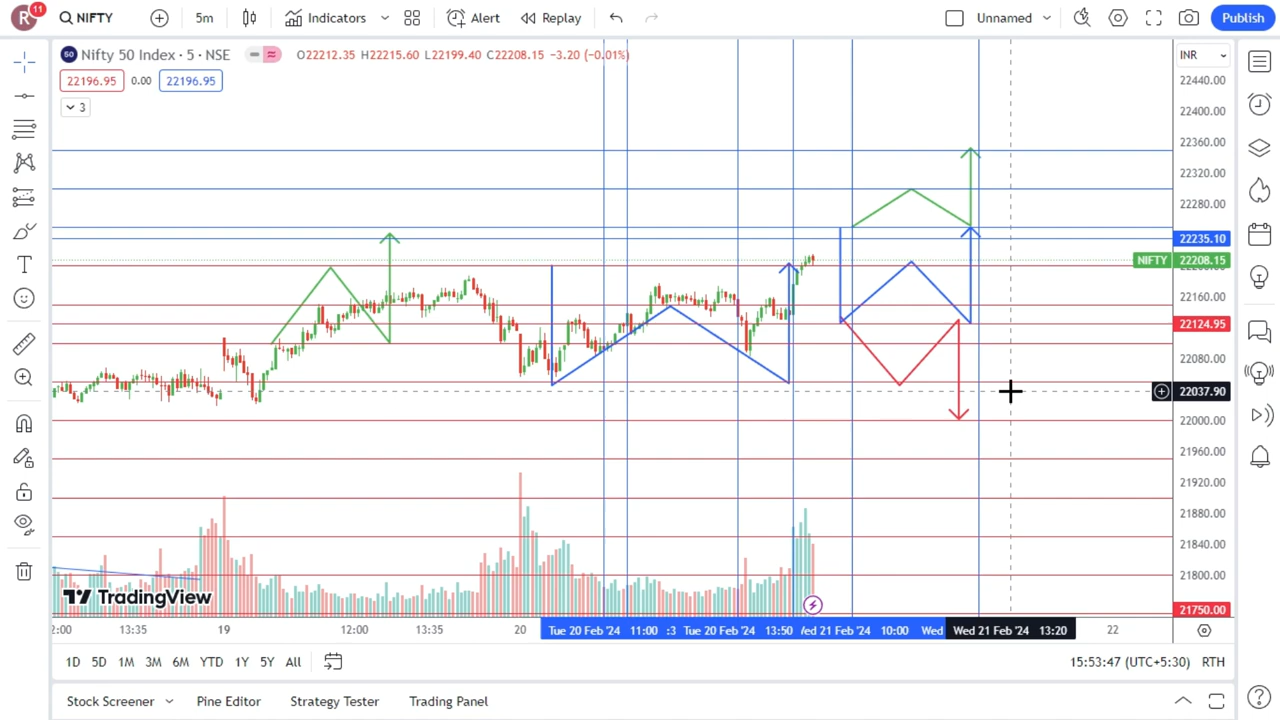 R 11 NIFTY 5m Indicators Alert Replay Unnamed Publish
50 Nifty 50 Index · 5 · NSE O22212.35 H22215.60 L22199.40 C22208.15 −3.20 (−0.01%) INR
22196.95 0.00 22196.95
3
22440.00
22400.00
22360.00
22320.00
22280.00
22235.10
NIFTY 22208.15
22160.00
22124.95
22080.00
22037.90
22000.00
21960.00
21920.00
21880.00
21840.00
21800.00
21750.00
TradingView
2:00 13:35 19 12:00 13:35 20 Tue 20 Feb '24 11:00 :3 Tue 20 Feb '24 13:50 Wed 21 Feb '24 10:00 Wed Wed 21 Feb '24 13:20 22
1D 5D 1M 3M 6M YTD 1Y 5Y All 15:53:47 (UTC+5:30) RTH
Stock Screener Pine Editor Strategy Tester Trading Panel